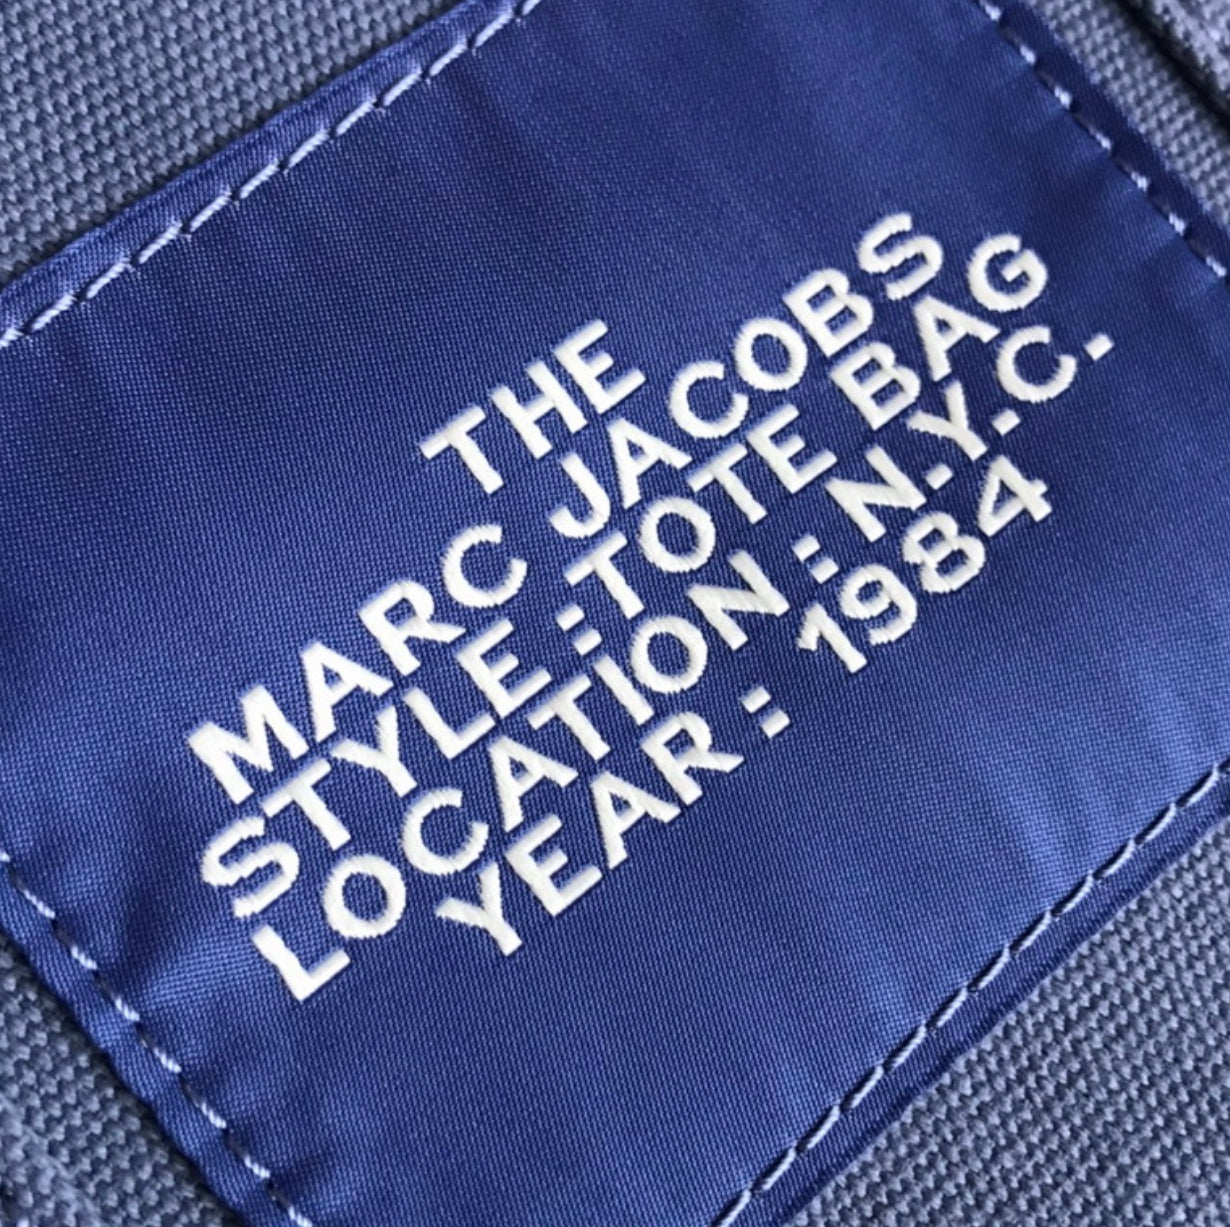 THE
MARC JACOBS
STYLE : TOTE BAG
LOCATION : N.Y.C.
YEAR : 1984